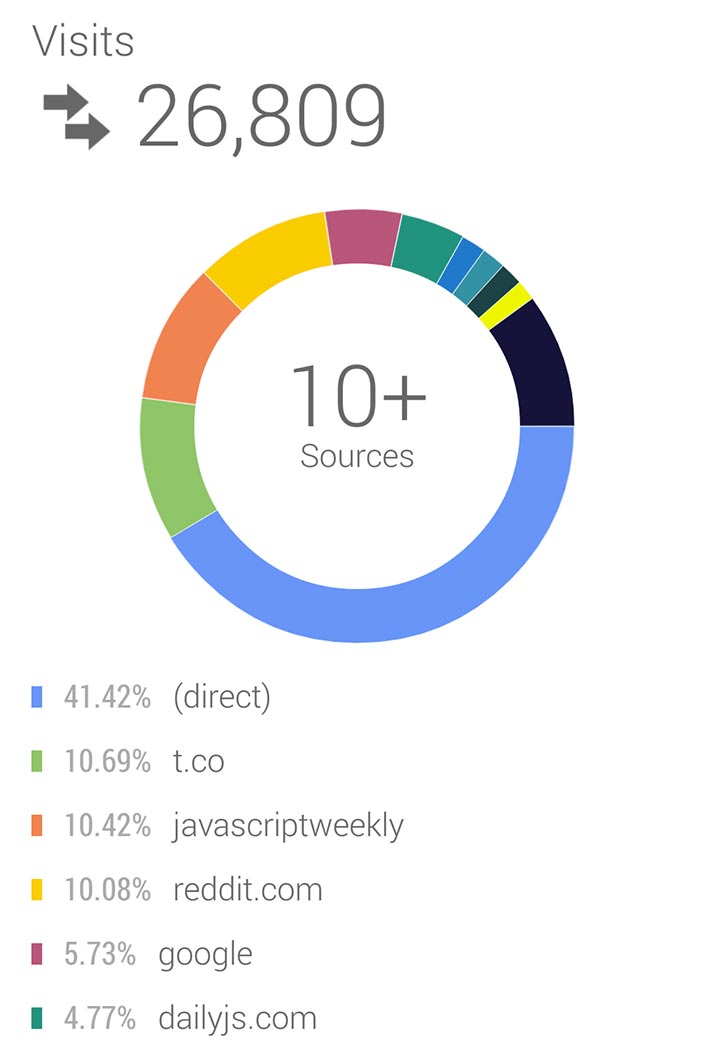 Visits
26,809
10+
Sources
41.42% (direct)
10.69% t.co
10.42% javascriptweekly
10.08% reddit.com
5.73% google
4.77% dailyjs.com